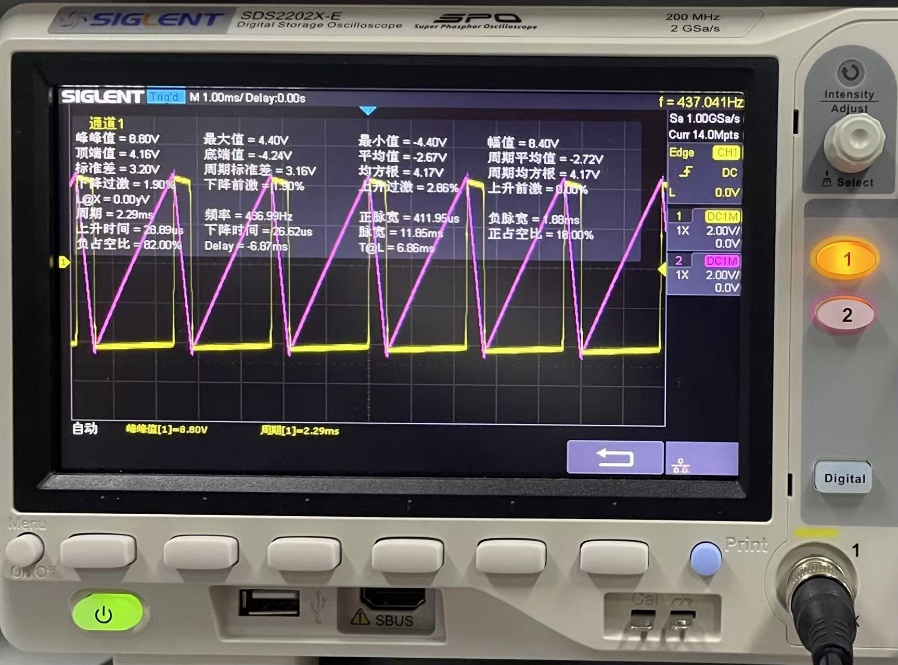 SIGLENT SDS2202X-E
Digital Storage Oscilloscope
SPO
Super Phosphor Oscilloscope
200 MHz
2 GSa/s
SIGLENT Trig'd M 1.00ms/ Delay:0.00s f = 437.041Hz
Sa 1.00GSa/s
Curr 14.0Mpts
Edge CH1
DC
L 0.0V
1 DC1M
1X 2.00V/
0.0V
2 DC1M
1X 2.00V/
0.0V
通道1
峰峰值 = 8.80V 最大值 = 4.40V 最小值 = -4.40V 幅值 = 8.40V
顶端值 = 4.16V 底端值 = -4.24V 平均值 = -2.67V 周期平均值 = -2.72V
标准差 = 3.20V 周期标准差 = 3.16V 均方根 = 4.17V 周期均方根 = 4.17V
下降过激 = 1.90% 下降前激 = 1.90% 上升过激 = 2.86% 上升前激 = 0.00%
L@X = 0.00yV
周期 = 2.29ms 频率 = 436.99Hz 正脉宽 = 411.95us 负脉宽 = 1.88ms
上升时间 = 28.89us 下降时间 = 26.62us 脉宽 = 11.85ms 正占空比 = 18.00%
负占空比 = 82.00% Delay = -6.87ms T@L = 6.86ms
1
自动 峰峰值[1]=8.80V 周期[1]=2.29ms
Intensity
Adjust
Select
1
2
Digital
Menu
On/Off
Print
SBUS
Cal
1
X